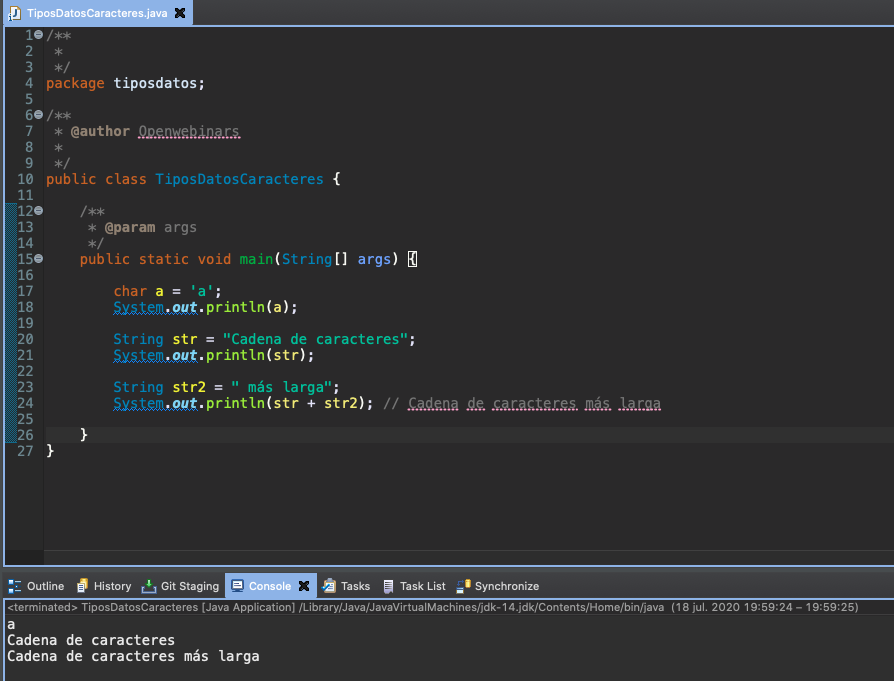 TiposDatosCaracteres.java
1 /**
2  *
3  */
4 package tiposdatos;
5
6 /**
7  * @author Openwebinars
8  *
9  */
10 public class TiposDatosCaracteres {
11
12     /**
13      * @param args
14      */
15     public static void main(String[] args) {
16
17         char a = 'a';
18         System.out.println(a);
19
20         String str = "Cadena de caracteres";
21         System.out.println(str);
22
23         String str2 = " más larga";
24         System.out.println(str + str2); // Cadena de caracteres más larga
25
26     }
27 }
Outline History Git Staging Console Tasks Task List Synchronize
<terminated> TiposDatosCaracteres [Java Application] /Library/Java/JavaVirtualMachines/jdk-14.jdk/Contents/Home/bin/java (18 jul. 2020 19:59:24 – 19:59:25)
a
Cadena de caracteres
Cadena de caracteres más larga